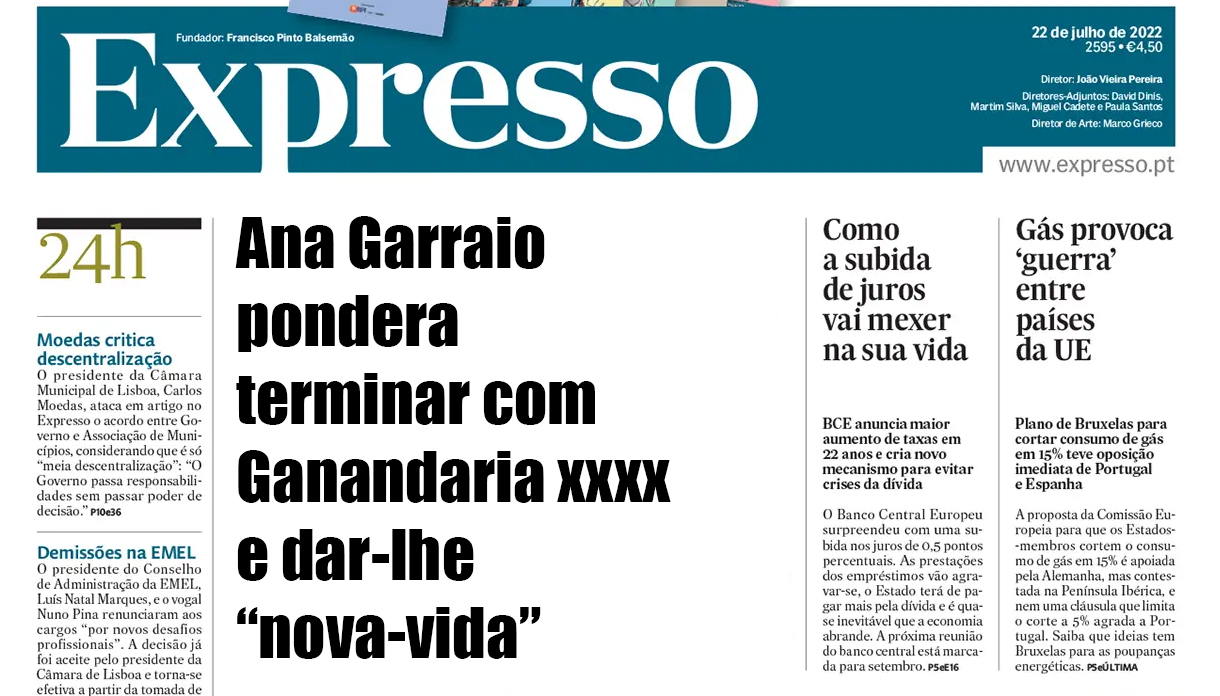 Fundador: Francisco Pinto Balsemão
Expresso
22 de julho de 2022
2595 • €4,50
Diretor: João Vieira Pereira
Diretores-Adjuntos: David Dinis,
Martim Silva, Miguel Cadete e Paula Santos
Diretor de Arte: Marco Grieco
www.expresso.pt
24h
Moedas critica
descentralização
O presidente da Câmara
Municipal de Lisboa, Carlos
Moedas, ataca em artigo no
Expresso o acordo entre Go-
verno e Associação de Muni-
cípios, considerando que é só
“meia descentralização”: “O
Governo passa responsabili-
dades sem passar poder de
decisão.” P10e36
Demissões na EMEL
O presidente do Conselho
de Administração da EMEL,
Luís Natal Marques, e o vogal
Nuno Pina renunciaram aos
cargos “por novos desafios
profissionais”. A decisão já
foi aceite pelo presidente da
Câmara de Lisboa e torna-se
efetiva a partir da tomada de
Ana Garraio
pondera
terminar com
Ganandaria xxxx
e dar-lhe
“nova-vida”
Como
a subida
de juros
vai mexer
na sua vida
BCE anuncia maior
aumento de taxas em
22 anos e cria novo
mecanismo para evitar
crises da dívida
O Banco Central Europeu
surpreendeu com uma su-
bida nos juros de 0,5 pontos
percentuais. As prestações
dos empréstimos vão agra-
var-se, o Estado terá de pa-
gar mais pela dívida e é qua-
se inevitável que a economia
abrande. A próxima reunião
do banco central está marca-
da para setembro. P5eE16
Gás provoca
‘guerra’
entre
países
da UE
Plano de Bruxelas para
cortar consumo de gás
em 15% teve oposição
imediata de Portugal
e Espanha
A proposta da Comissão Eu-
ropeia para que os Estados-
-membros cortem o consu-
mo de gás em 15% é apoiada
pela Alemanha, mas contes-
tada na Península Ibérica, e
nem uma cláusula que limita
o corte a 5% agrada a Por-
tugal. Saiba que ideias tem
Bruxelas para as poupanças
energéticas. P5eÚLTIMA